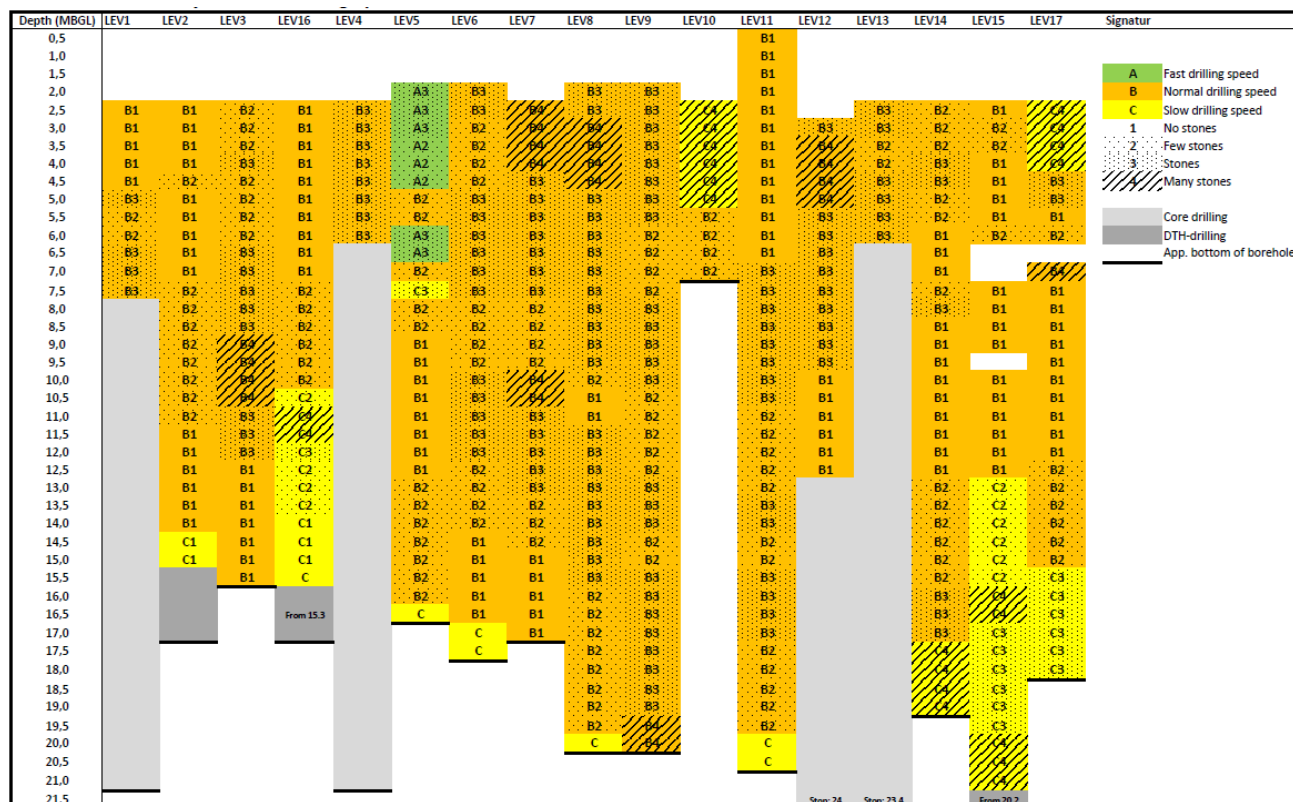 Depth (MBGL) LEV1 LEV2 LEV3 LEV16 LEV4 LEV5 LEV6 LEV7 LEV8 LEV9 LEV10 LEV11 LEV12 LEV13 LEV14 LEV15 LEV17 Signatur
0,5 B1
1,0 B1
1,5 B1
2,0 A3 B3 B3 B3 B1
2,5 B1 B1 B2 B1 B3 A3 B3 B4 B3 B3 C4 B1 B3 B2 B1 C4
3,0 B1 B1 B2 B1 B3 A3 B2 B4 B4 B3 C4 B1 B3 B3 B2 B2 C4
3,5 B1 B1 B2 B1 B3 A2 B2 B4 B4 B3 C4 B1 B4 B2 B2 B2 C4
4,0 B1 B1 B3 B1 B3 A2 B2 B4 B4 B3 C4 B1 B4 B2 B3 B1 C4
4,5 B1 B2 B2 B1 B3 A2 B2 B3 B4 B3 C4 B1 B4 B3 B3 B1 B3
5,0 B3 B1 B2 B1 B3 B2 B2 B3 B3 B3 C4 B1 B4 B3 B3 B1 B3
5,5 B2 B1 B2 B1 B3 B2 B3 B3 B3 B3 B2 B1 B3 B3 B2 B1 B1
6,0 B2 B1 B2 B1 B3 A3 B3 B3 B3 B2 B2 B1 B3 B3 B1 B2 B2
6,5 B3 B1 B3 B1 A3 B3 B3 B3 B2 B2 B1 B3 B1
7,0 B3 B1 B3 B1 B2 B3 B2 B3 B2 B2 B3 B3 B1 B4
7,5 B3 B2 B3 B2 C3 B3 B2 B3 B2 B3 B3 B2 B1 B1
8,0 B2 B3 B2 B2 B2 B2 B3 B3 B3 B3 B3 B1 B1
8,5 B2 B3 B2 B2 B3 B2 B3 B3 B3 B3 B1 B1 B1
9,0 B2 B4 B2 B1 B2 B2 B3 B3 B3 B3 B1 B1 B1
9,5 B2 B4 B2 B1 B2 B2 B3 B3 B3 B3 B1 B1
10,0 B2 B4 B2 B1 B3 B4 B2 B3 B3 B1 B1 B1 B1
10,5 B2 B4 C2 B1 B3 B4 B1 B2 B3 B1 B1 B1 B1
11,0 B2 B3 C4 B1 B3 B3 B1 B2 B2 B1 B1 B1 B1
11,5 B1 B3 C4 B1 B3 B3 B3 B2 B2 B1 B1 B1 B1
12,0 B1 B3 C3 B1 B3 B3 B3 B2 B2 B1 B1 B1 B1
12,5 B1 B1 C2 B1 B2 B3 B3 B2 B2 B1 B1 B1 B2
13,0 B1 B1 C2 B2 B2 B3 B3 B3 B2 B2 C2 B2
13,5 B1 B1 C2 B2 B2 B2 B3 B3 B3 B2 C2 B2
14,0 B1 B1 C1 B2 B2 B2 B3 B3 B3 B2 C2 B2
14,5 C1 B1 C1 B2 B1 B2 B3 B2 B2 B2 C2 B2
15,0 C1 B1 C1 B2 B1 B1 B3 B2 B2 B2 C2 B2
15,5 B1 C B2 B1 B1 B3 B3 B3 B2 C2 C3
16,0 B2 B1 B1 B2 B3 B3 B3 C4 C3
16,5 From 15.3 C B1 B1 B2 B3 B3 B3 C4 C3
17,0 C B1 B2 B3 B3 B3 C3 C3
17,5 C B2 B3 B2 C4 C3 C3
18,0 B2 B3 B2 C4 C3 C3
18,5 B2 B3 B2 C4 C3
19,0 B2 B3 B2 C4 C3
19,5 B2 B4 B2 C3
20,0 C B4 C C4
20,5 C C4
21,0 C4
21,5 Stop: 24 Stop: 23.4 From 20.2
A Fast drilling speed
B Normal drilling speed
C Slow drilling speed
1 No stones
2 Few stones
3 Stones
4 Many stones
Core drilling
DTH-drilling
App. bottom of borehole